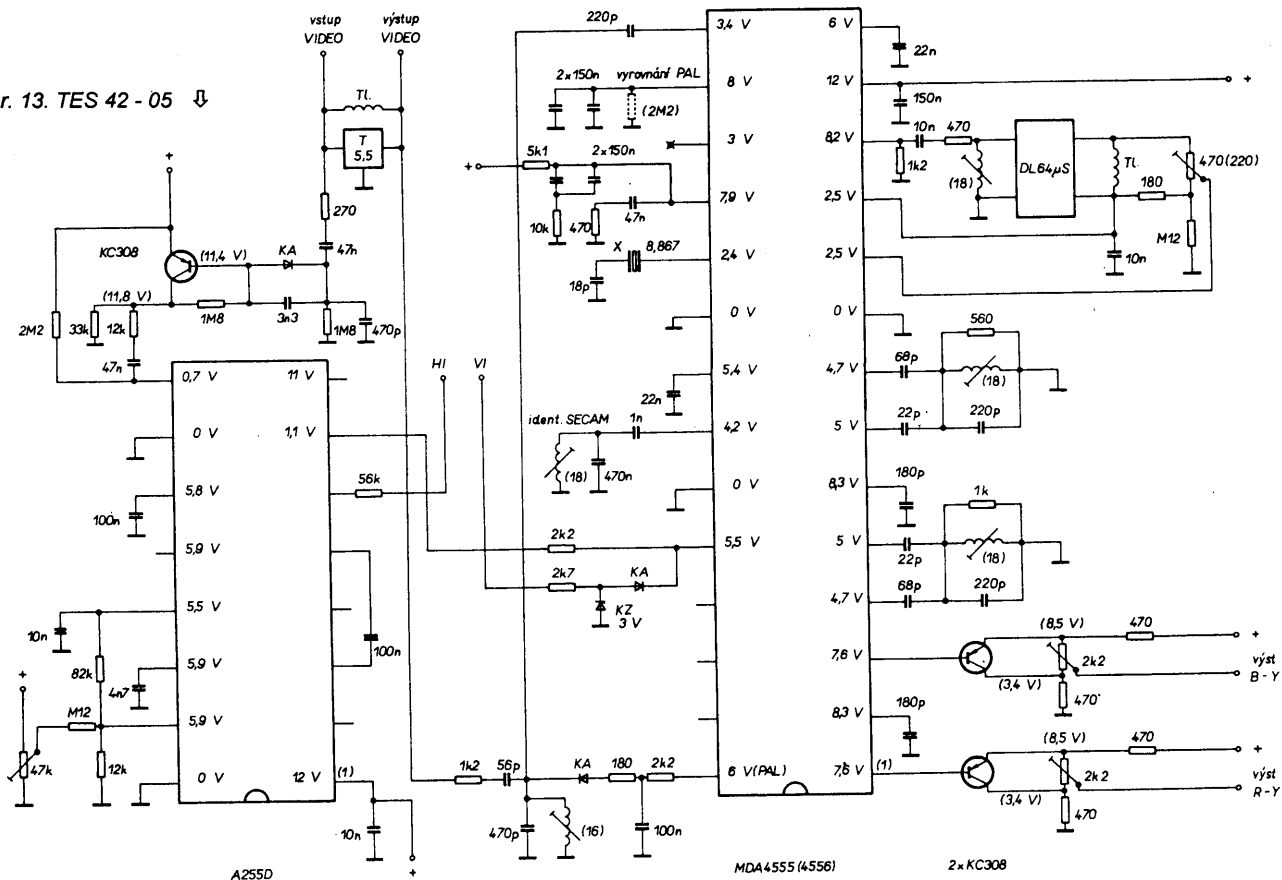 vstup VIDEO
výstup VIDEO
r. 13. TES 42 - 05 ⇩
Tl.
T 5,5
270
47n
+
KC308
(11,4 V)
KA
(11,8 V)
1M8
3n3
1M8
470p
2M2
33k
12k
47n
0,7 V
11 V
0 V
1,1 V
5,8 V
56k
100n
5,9 V
5,5 V
10n
82k
5,9 V
4n7
100n
+
M12
5,9 V
47k
12k
0 V
12 V
(1)
10n
+
A255D
HI
VI
220p
3,4 V
6 V
22n
2x150n
vyrovnání PAL
(2M2)
8 V
12 V
+
150n
3 V
8,2 V
10n
470
1k2
(18)
DL64µS
Tl.
470(220)
180
M12
10n
+
5k1
2x150n
10k
470
47n
7,9 V
2,5 V
X
8,867
18p
2,4 V
2,5 V
0 V
0 V
5,4 V
22n
4,7 V
68p
560
(18)
ident. SECAM
1n
(18)
470n
4,2 V
5 V
22p
220p
0 V
8,3 V
180p
2k2
5,5 V
5 V
22p
1k
(18)
2k7
KA
KZ
3 V
4,7 V
68p
220p
7,6 V
(8,5 V)
470
+
2k2
(3,4 V)
470
výst B-Y
8,3 V
180p
1k2
56p
KA
180
2k2
6 V(PAL)
7,6 V
(1)
(8,5 V)
470
+
2k2
(3,4 V)
470
výst R-Y
470p
(16)
100n
MDA4555 (4556)
2xKC308